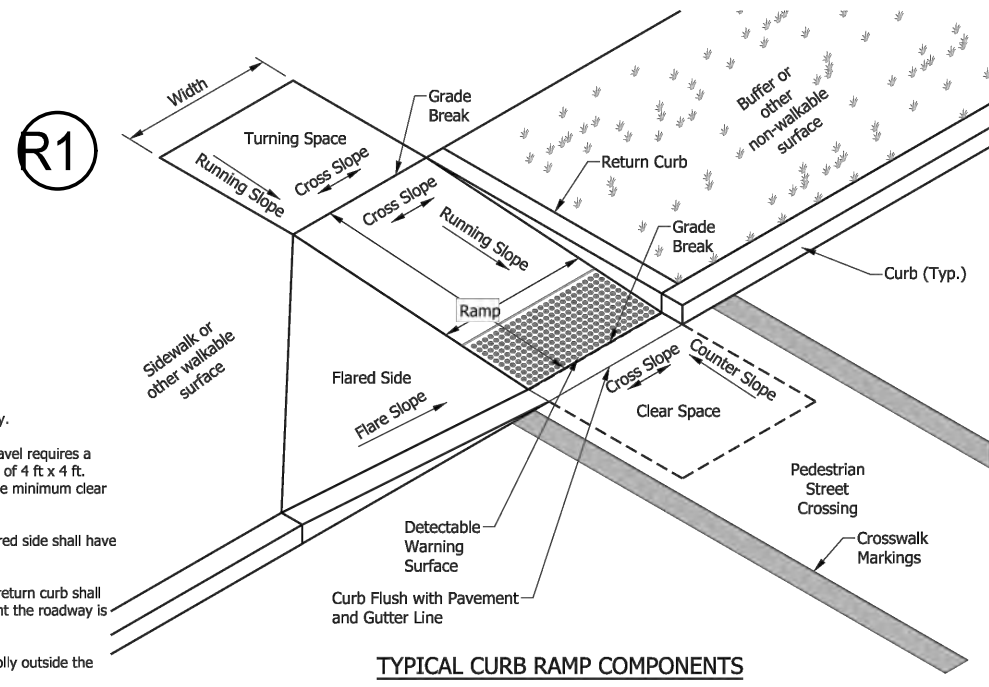 R1
Width
Turning Space
Running Slope
Cross Slope
Grade
Break
Cross Slope
Running Slope
Ramp
Return Curb
Buffer or
other
non-walkable
surface
Grade
Break
Curb (Typ.)
Sidewalk or
other walkable
surface
Flared Side
Flare Slope
Cross Slope
Counter Slope
Clear Space
Pedestrian
Street
Crossing
Crosswalk
Markings
Detectable
Warning
Surface
Curb Flush with Pavement
and Gutter Line
y.
avel requires a
of 4 ft x 4 ft.
e minimum clear
red side shall have
return curb shall
nt the roadway is
olly outside the
TYPICAL CURB RAMP COMPONENTS